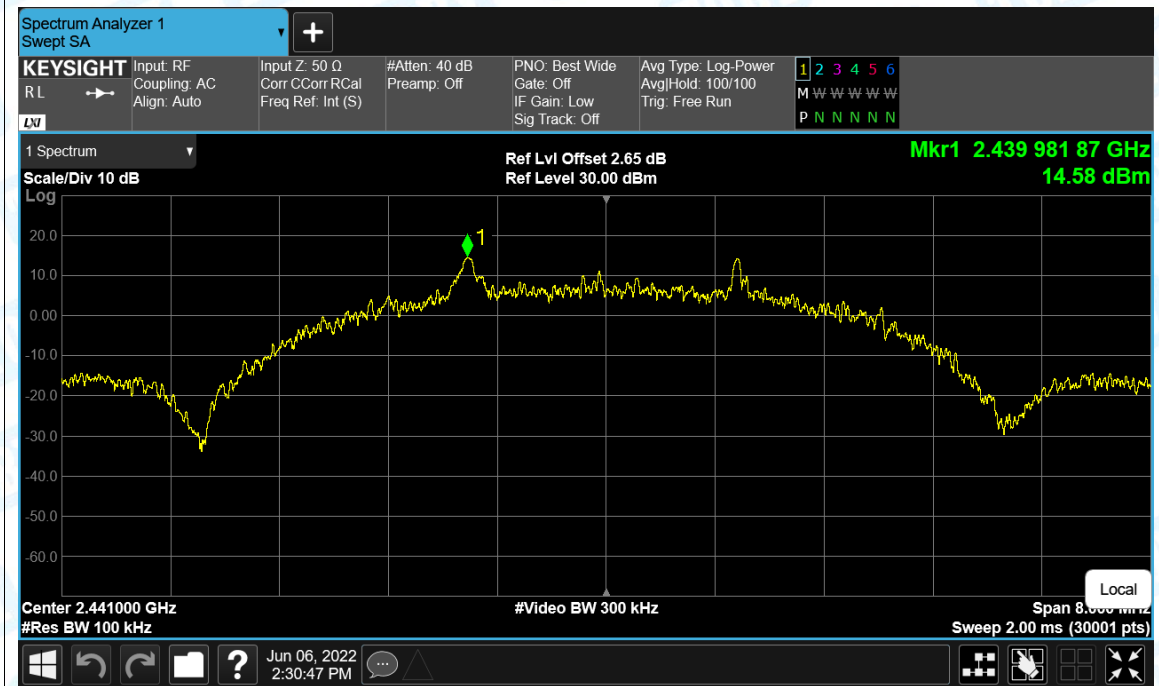 Spectrum Analyzer 1
Swept SA
▼
+
KEYSIGHT
R L
LXI
Input: RF
Coupling: AC
Align: Auto
Input Z: 50 Ω
Corr CCorr RCal
Freq Ref: Int (S)
#Atten: 40 dB
Preamp: Off
PNO: Best Wide
Gate: Off
IF Gain: Low
Sig Track: Off
Avg Type: Log-Power
Avg|Hold: 100/100
Trig: Free Run
1 2 3 4 5 6
M W W W W W
P N N N N N
1 Spectrum ▼
Scale/Div 10 dB
Log
Ref Lvl Offset 2.65 dB
Ref Level 30.00 dBm
Mkr1 2.439 981 87 GHz
14.58 dBm
1
20.0
10.0
0.00
-10.0
-20.0
-30.0
-40.0
-50.0
-60.0
Local
Center 2.441000 GHz
#Res BW 100 kHz
#Video BW 300 kHz
Span 8.000 MHz
Sweep 2.00 ms (30001 pts)
?
Jun 06, 2022
2:30:47 PM